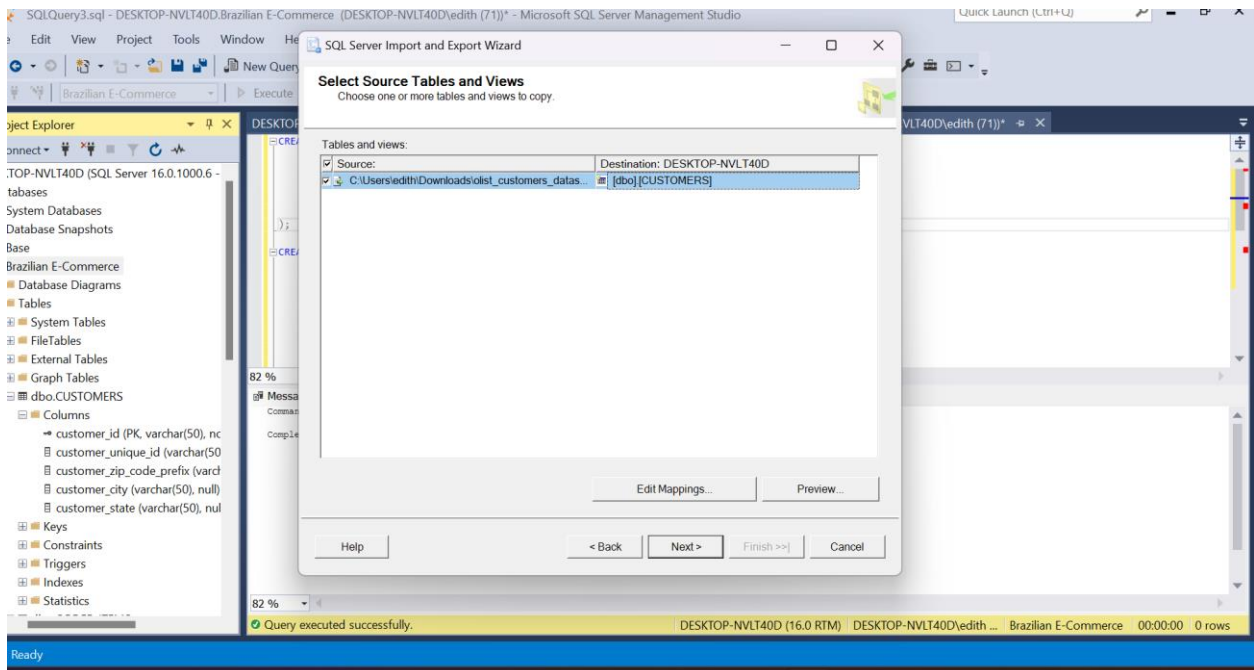 SQLQuery3.sql - DESKTOP-NVLT40D.Brazilian E-Commerce (DESKTOP-NVLT40D\edith (71))* - Microsoft SQL Server Management Studio
Quick Launch (Ctrl+Q)
Edit View Project Tools Window He
New Query
Brazilian E-Commerce
Execute
SQL Server Import and Export Wizard
Select Source Tables and Views
Choose one or more tables and views to copy.
Tables and views:
Source: Destination: DESKTOP-NVLT40D
C:\Users\edith\Downloads\olist_customers_datas... [dbo].[CUSTOMERS]
Edit Mappings... Preview...
Help < Back Next > Finish >>| Cancel
bject Explorer
onnect
KTOP-NVLT40D (SQL Server 16.0.1000.6 -
tabases
System Databases
Database Snapshots
Base
Brazilian E-Commerce
Database Diagrams
Tables
System Tables
FileTables
External Tables
Graph Tables
dbo.CUSTOMERS
Columns
customer_id (PK, varchar(50), nc
customer_unique_id (varchar(50
customer_zip_code_prefix (varch
customer_city (varchar(50), null)
customer_state (varchar(50), nul
Keys
Constraints
Triggers
Indexes
Statistics
DESKTOP
VLT40D\edith (71))*
CREA
);
CREA
82 %
Messa
Comman
Comple
82 %
Query executed successfully. DESKTOP-NVLT40D (16.0 RTM) DESKTOP-NVLT40D\edith ... Brazilian E-Commerce 00:00:00 0 rows
Ready